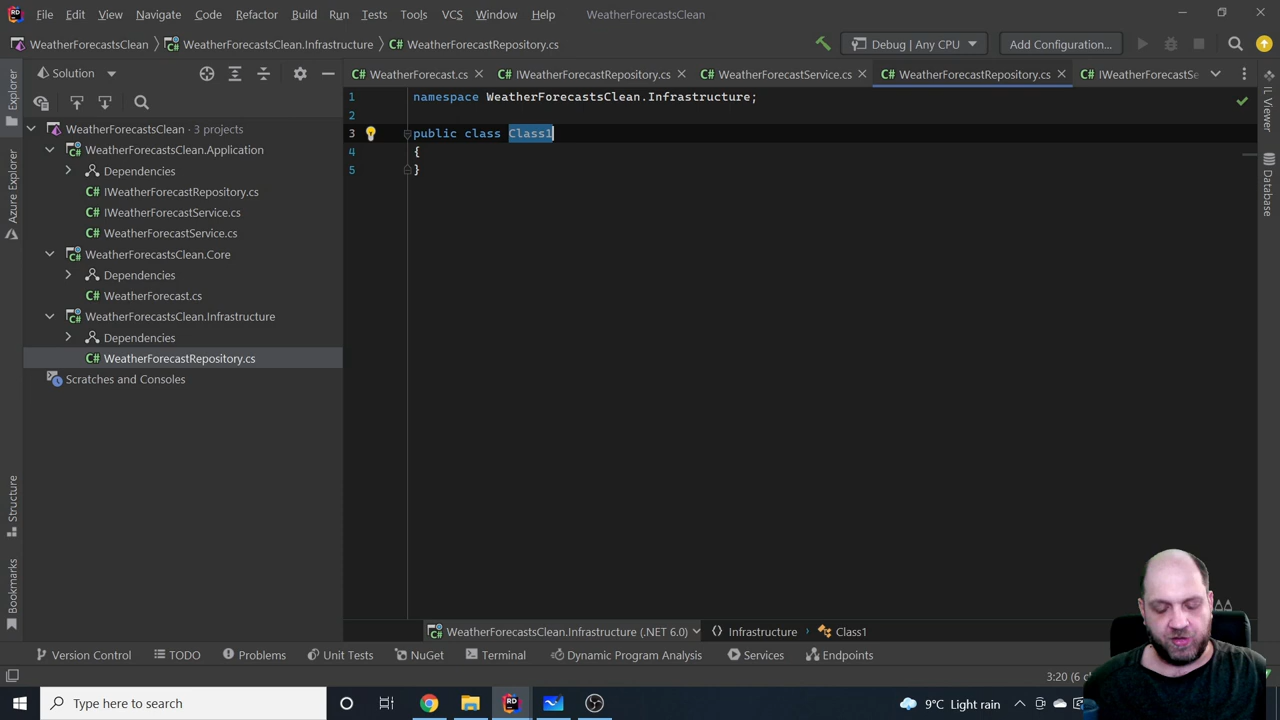 File Edit View Navigate Code Refactor Build Run Tests Tools VCS Window Help WeatherForecastsClean
WeatherForecastsClean WeatherForecastsClean.Infrastructure WeatherForecastRepository.cs Debug | Any CPU Add Configuration...
Explorer
Solution
WeatherForecast.cs IWeatherForecastRepository.cs WeatherForecastService.cs WeatherForecastRepository.cs IWeatherForecastSe
WeatherForecastsClean · 3 projects
WeatherForecastsClean.Application
Dependencies
IWeatherForecastRepository.cs
IWeatherForecastService.cs
WeatherForecastService.cs
WeatherForecastsClean.Core
Dependencies
WeatherForecast.cs
WeatherForecastsClean.Infrastructure
Dependencies
WeatherForecastRepository.cs
Scratches and Consoles
Azure Explorer
Structure
Bookmarks
1 namespace WeatherForecastsClean.Infrastructure;
2
3 public class Class1
4 {
5 }
IL Viewer
Database
WeatherForecastsClean.Infrastructure (.NET 6.0) Infrastructure Class1
Version Control TODO Problems Unit Tests NuGet Terminal Dynamic Program Analysis Services Endpoints
Type here to search
9°C Light rain